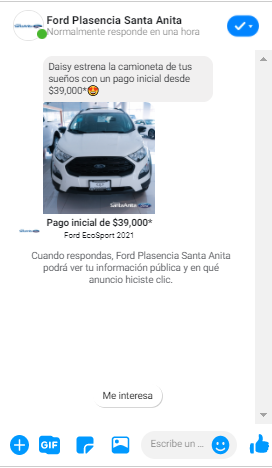 Ford Plasencia Santa Anita
Normalmente responde en una hora
Daisy estrena la camioneta de tus
sueños con un pago inicial desde
$39,000*🤩
Pago inicial de $39,000*
Ford EcoSport 2021
Cuando respondas, Ford Plasencia Santa Anita
podrá ver tu información pública y en qué
anuncio hiciste clic.
Me interesa
GIF
Escribe un ...